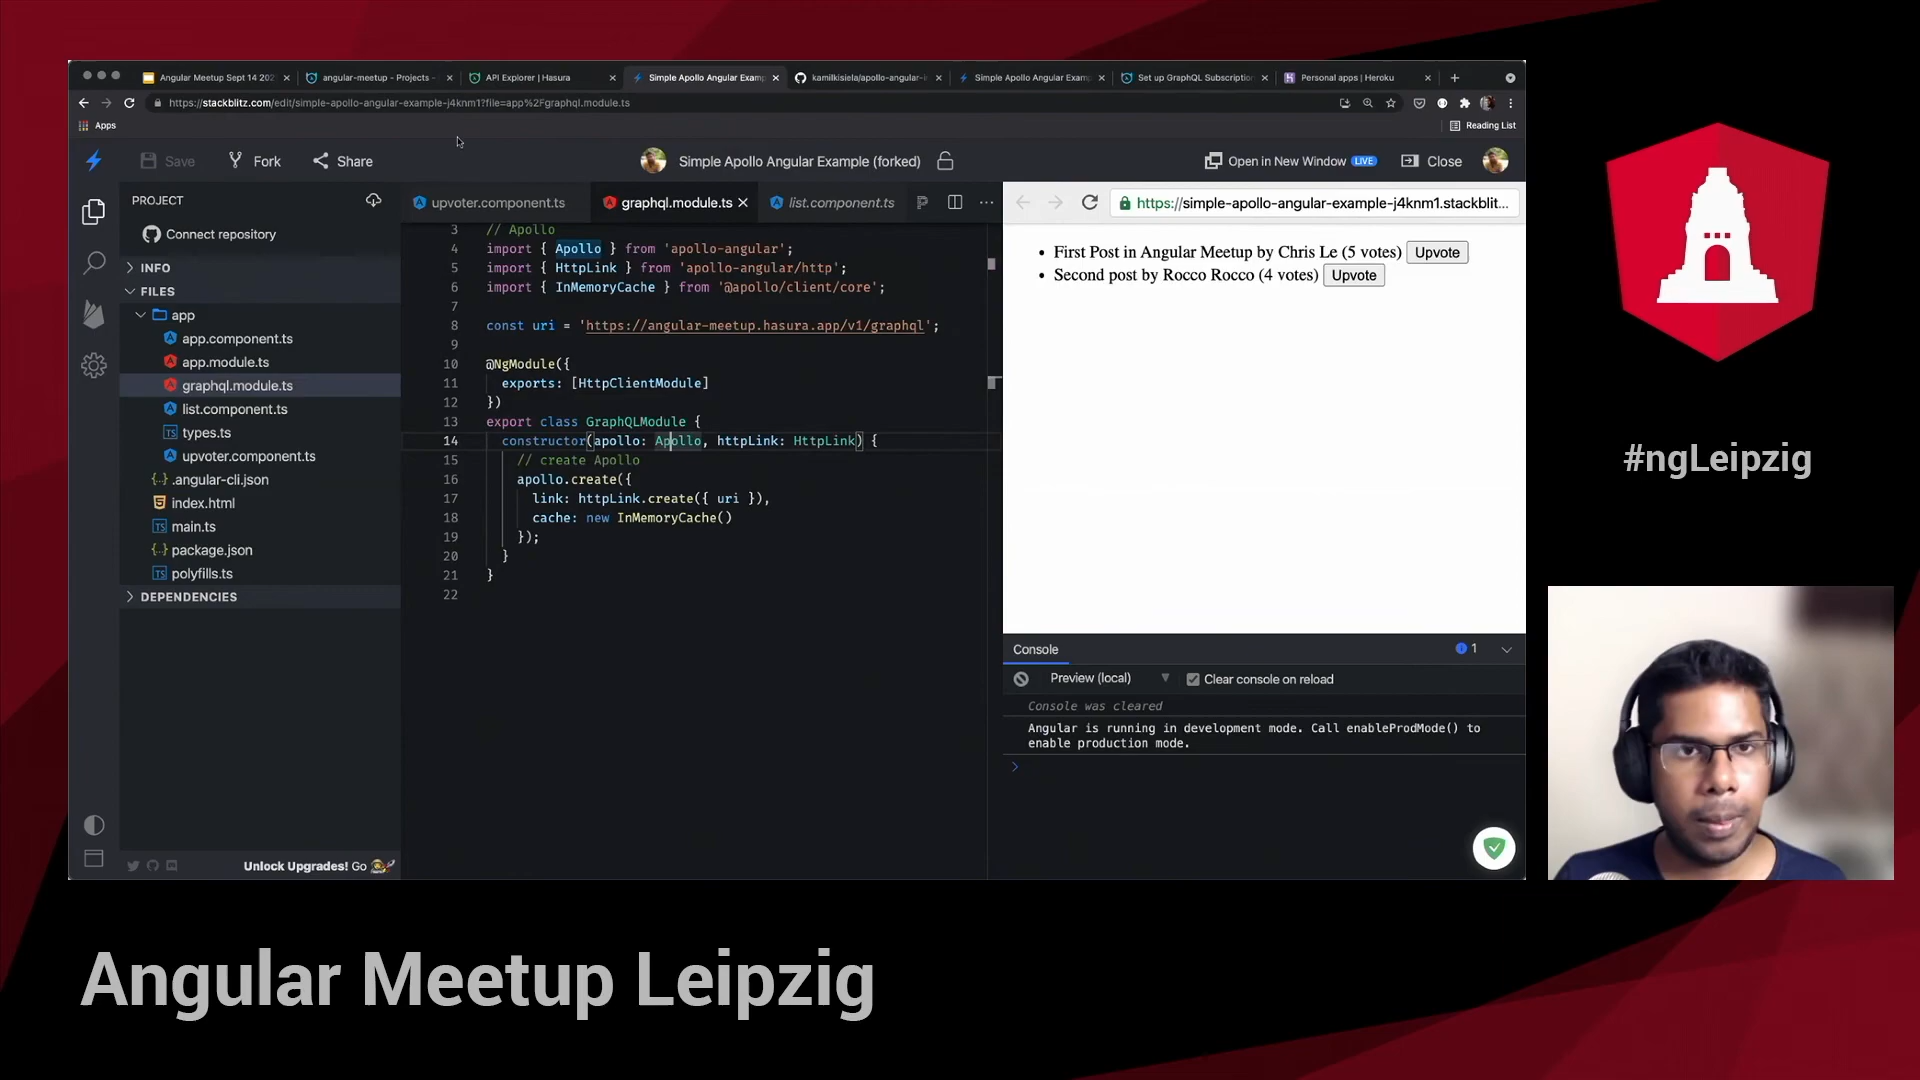 Angular Meetup Sept 14 202
angular-meetup - Projects -
API Explorer | Hasura
Simple Apollo Angular Exam
kamilkisiela/apollo-angular-i
Simple Apollo Angular Exam
Set up GraphQL Subscription
Personal apps | Heroku
https://stackblitz.com/edit/simple-apollo-angular-example-j4knm1?file=app%2Fgraphql.module.ts
Apps
Reading List
Save
Fork
Share
Simple Apollo Angular Example (forked)
Open in New Window LIVE
Close
PROJECT
Connect repository
INFO
FILES
app
app.component.ts
app.module.ts
graphql.module.ts
list.component.ts
types.ts
upvoter.component.ts
.angular-cli.json
index.html
main.ts
package.json
polyfills.ts
DEPENDENCIES
Unlock Upgrades! Go
upvoter.component.ts
graphql.module.ts
list.component.ts
3 // Apollo
4 import { Apollo } from 'apollo-angular';
5 import { HttpLink } from 'apollo-angular/http';
6 import { InMemoryCache } from '@apollo/client/core';
7
8 const uri = 'https://angular-meetup.hasura.app/v1/graphql';
9
10 @NgModule({
11 exports: [HttpClientModule]
12 })
13 export class GraphQLModule {
14 constructor(apollo: Apollo, httpLink: HttpLink) {
15 // create Apollo
16 apollo.create({
17 link: httpLink.create({ uri }),
18 cache: new InMemoryCache()
19 });
20 }
21 }
22
https://simple-apollo-angular-example-j4knm1.stackblit...
First Post in Angular Meetup by Chris Le (5 votes) Upvote
Second post by Rocco Rocco (4 votes) Upvote
Console
1
Preview (local)
Clear console on reload
Console was cleared
Angular is running in development mode. Call enableProdMode() to
enable production mode.
#ngLeipzig
Angular Meetup Leipzig